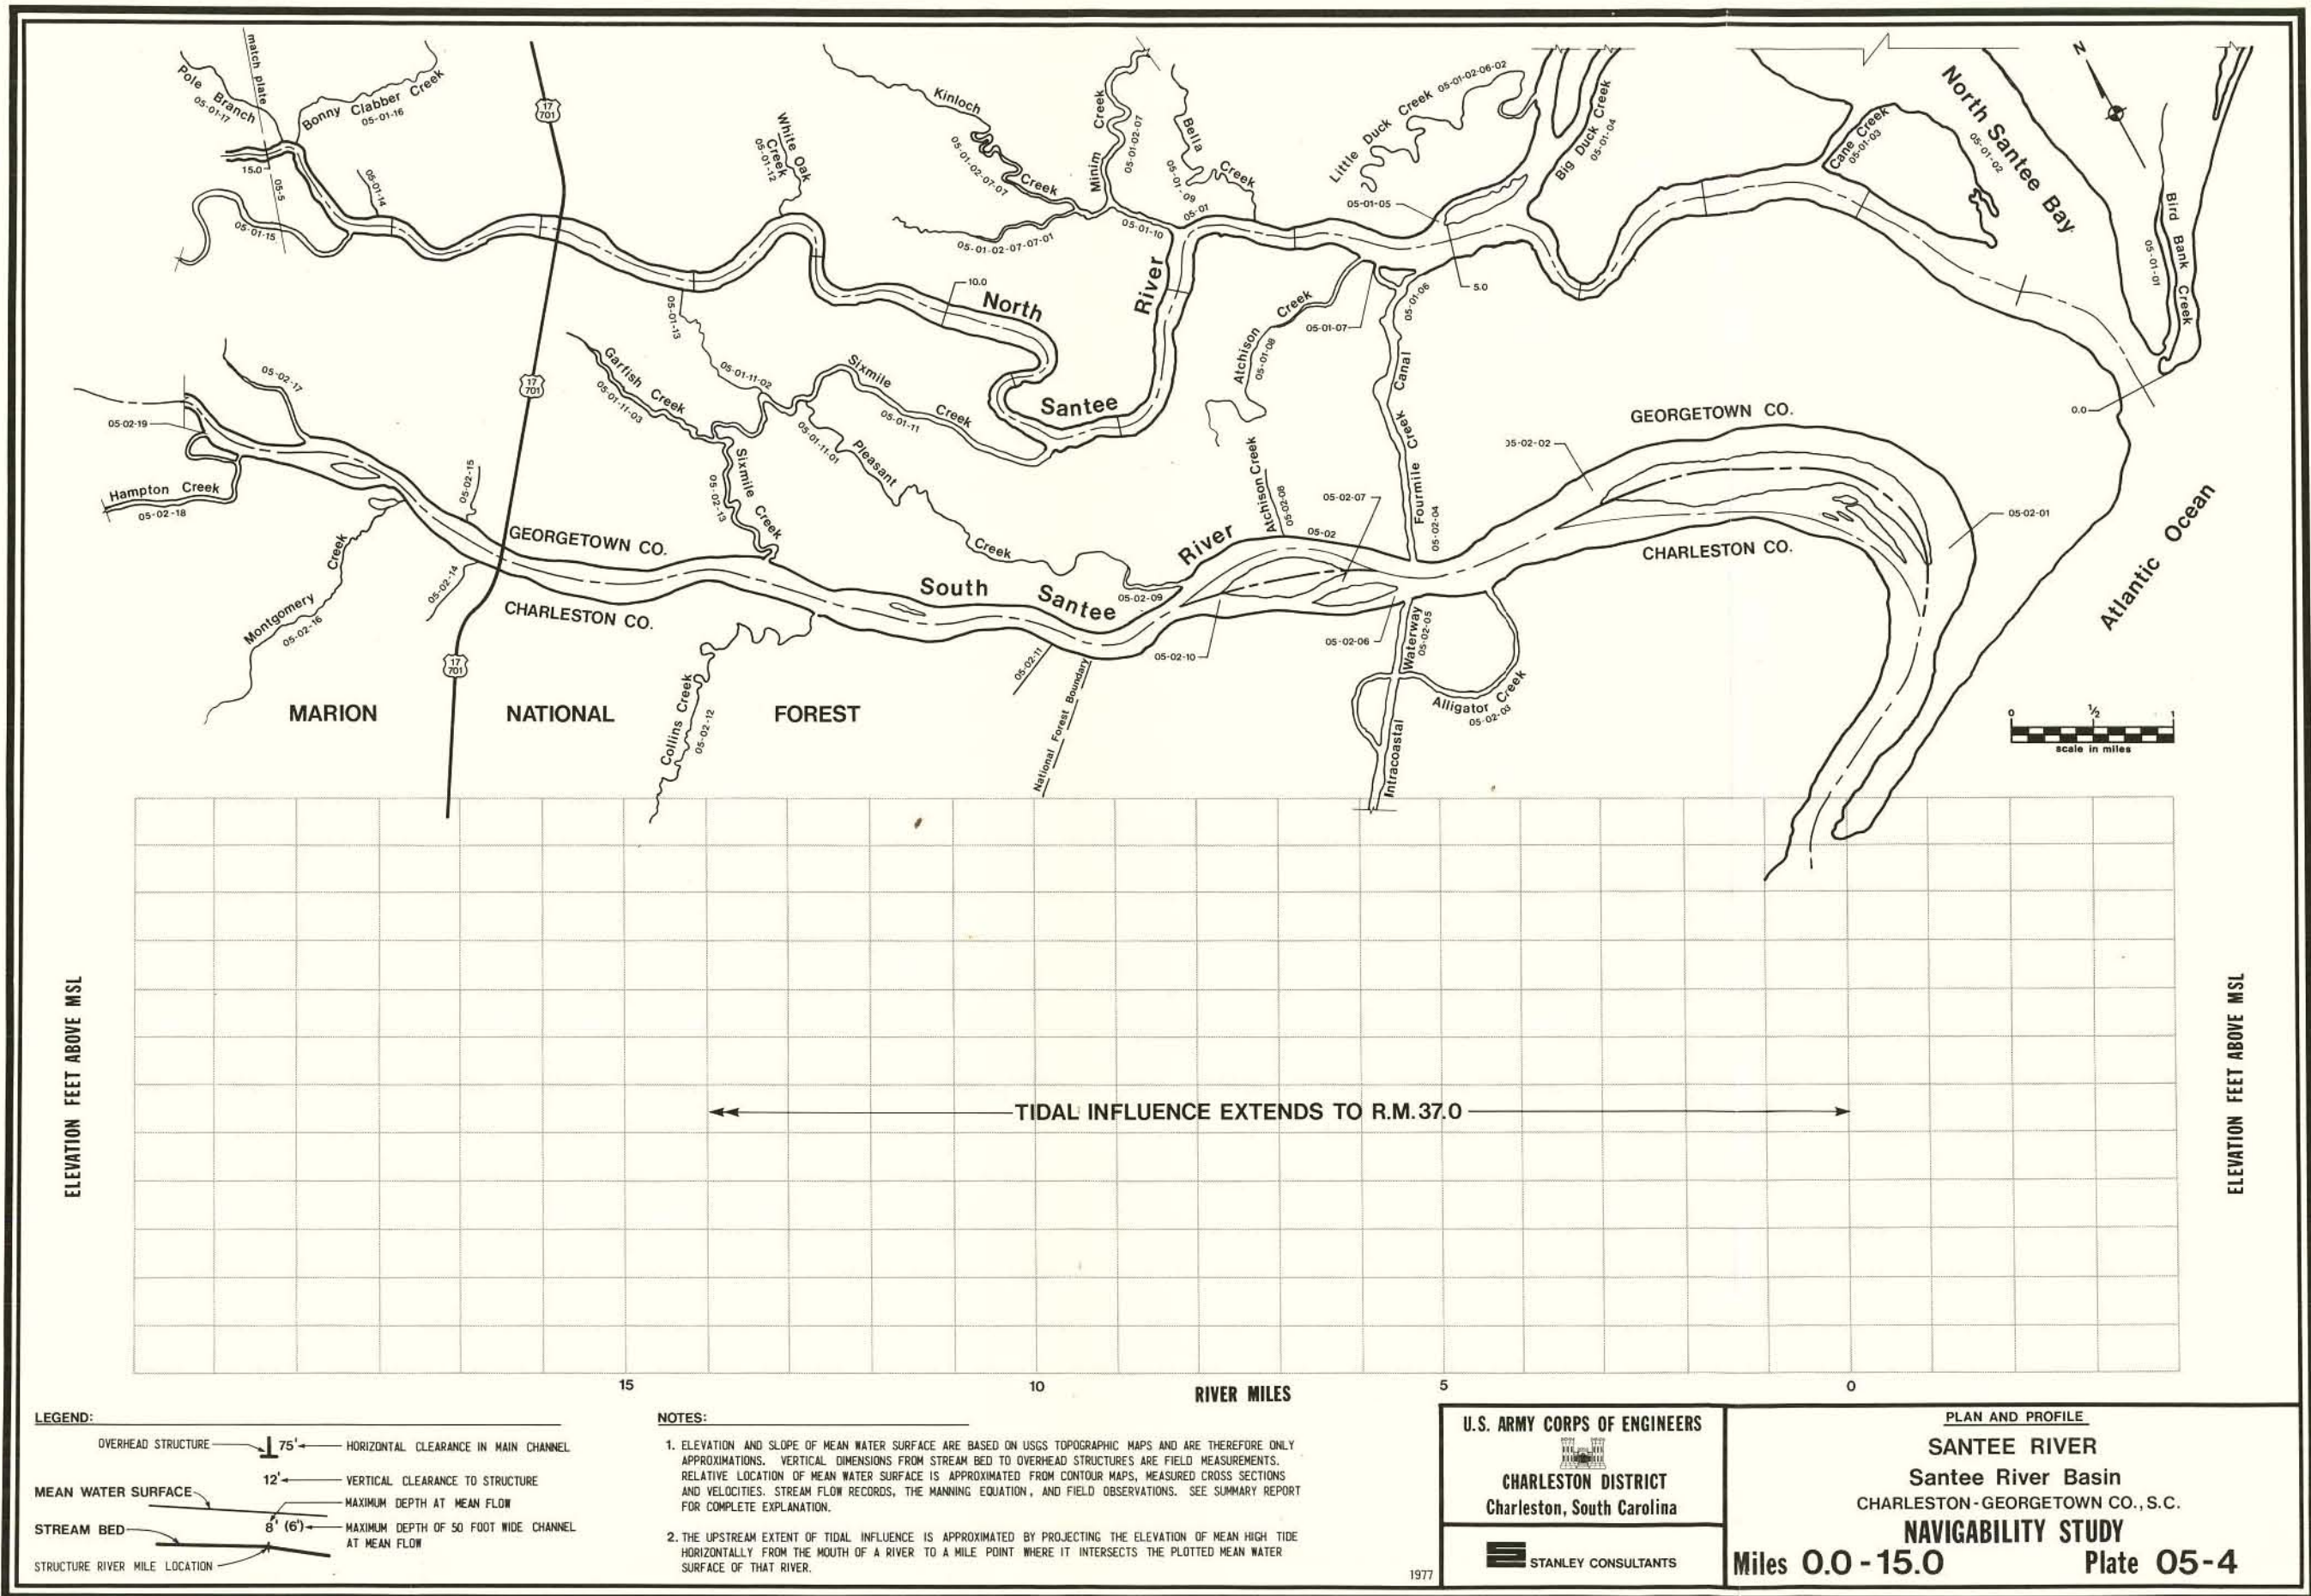 match plate
Pole Branch
05-01-17
Bonny Clabber Creek
05-01-16
15.0
05-5
05-01-15
05-01-14
17
701
White Oak
Creek
05-01-12
Kinloch
Creek
05-01-02-07-07
05-01-02-07-07-01
Minim Creek
05-01-02-07
Bella Creek
05-01-09
05-01
05-01-10
Little Duck Creek 05-01-02-06-02
05-01-05
Big Duck Creek
05-01-04
Cane Creek
05-01-03
North Santee Bay
05-01-02
N
Bird Bank Creek
05-01-01
05-01-13
10.0
North
Santee
River
5.0
05-01-06
05-01-07
Atchison Creek
05-01-08
0.0
05-02-17
05-02-19
Hampton Creek
05-02-18
17
701
Garfish Creek
05-01-11-03
05-01-11-02
Sixmile Creek
05-01-11
05-01-11-01
Pleasant Creek
05-02-09
Sixmile Creek
05-02-13
05-02-15
Montgomery Creek
05-02-16
05-02-14
GEORGETOWN CO.
CHARLESTON CO.
South Santee River
Atchison Creek
05-02-08
05-02
05-02-07
Fourmile Creek Canal
05-02-04
05-02-02
GEORGETOWN CO.
CHARLESTON CO.
05-02-01
Atlantic Ocean
05-02-10
05-02-06
Intracoastal Waterway
05-02-05
Alligator Creek
05-02-03
05-02-11
National Forest Boundary
Collins Creek
05-02-12
17
701
MARION NATIONAL FOREST
0 ½ 1
scale in miles
ELEVATION FEET ABOVE MSL
TIDAL INFLUENCE EXTENDS TO R.M. 37.0
ELEVATION FEET ABOVE MSL
15 10 5 0
RIVER MILES
LEGEND:
OVERHEAD STRUCTURE
75'
HORIZONTAL CLEARANCE IN MAIN CHANNEL
12'
VERTICAL CLEARANCE TO STRUCTURE
MEAN WATER SURFACE
MAXIMUM DEPTH AT MEAN FLOW
STREAM BED
8' (6')
MAXIMUM DEPTH OF 50 FOOT WIDE CHANNEL
AT MEAN FLOW
STRUCTURE RIVER MILE LOCATION
NOTES:
1. ELEVATION AND SLOPE OF MEAN WATER SURFACE ARE BASED ON USGS TOPOGRAPHIC MAPS AND ARE THEREFORE ONLY
APPROXIMATIONS. VERTICAL DIMENSIONS FROM STREAM BED TO OVERHEAD STRUCTURES ARE FIELD MEASUREMENTS.
RELATIVE LOCATION OF MEAN WATER SURFACE IS APPROXIMATED FROM CONTOUR MAPS, MEASURED CROSS SECTIONS
AND VELOCITIES. STREAM FLOW RECORDS, THE MANNING EQUATION, AND FIELD OBSERVATIONS. SEE SUMMARY REPORT
FOR COMPLETE EXPLANATION.
2. THE UPSTREAM EXTENT OF TIDAL INFLUENCE IS APPROXIMATED BY PROJECTING THE ELEVATION OF MEAN HIGH TIDE
HORIZONTALLY FROM THE MOUTH OF A RIVER TO A MILE POINT WHERE IT INTERSECTS THE PLOTTED MEAN WATER
SURFACE OF THAT RIVER.
1977
U.S. ARMY CORPS OF ENGINEERS
CHARLESTON DISTRICT
Charleston, South Carolina
STANLEY CONSULTANTS
PLAN AND PROFILE
SANTEE RIVER
Santee River Basin
CHARLESTON-GEORGETOWN CO., S.C.
NAVIGABILITY STUDY
Miles 0.0-15.0 Plate 05-4